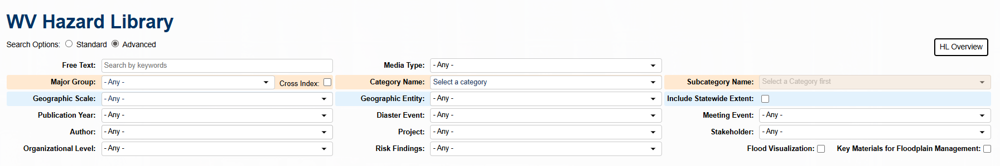 WV Hazard Library
Search Options: Standard Advanced
HL Overview
Free Text: Search by keywords Media Type: - Any -
Major Group: - Any - Cross Index: Category Name: Select a category Subcategory Name: Select a Category first
Geographic Scale: - Any - Geographic Entity: - Any - Include Statewide Extent:
Publication Year: - Any - Diaster Event: - Any - Meeting Event: - Any -
Author: - Any - Project: - Any - Stakeholder: - Any -
Organizational Level: - Any - Risk Findings: - Any - Flood Visualization: Key Materials for Floodplain Management: